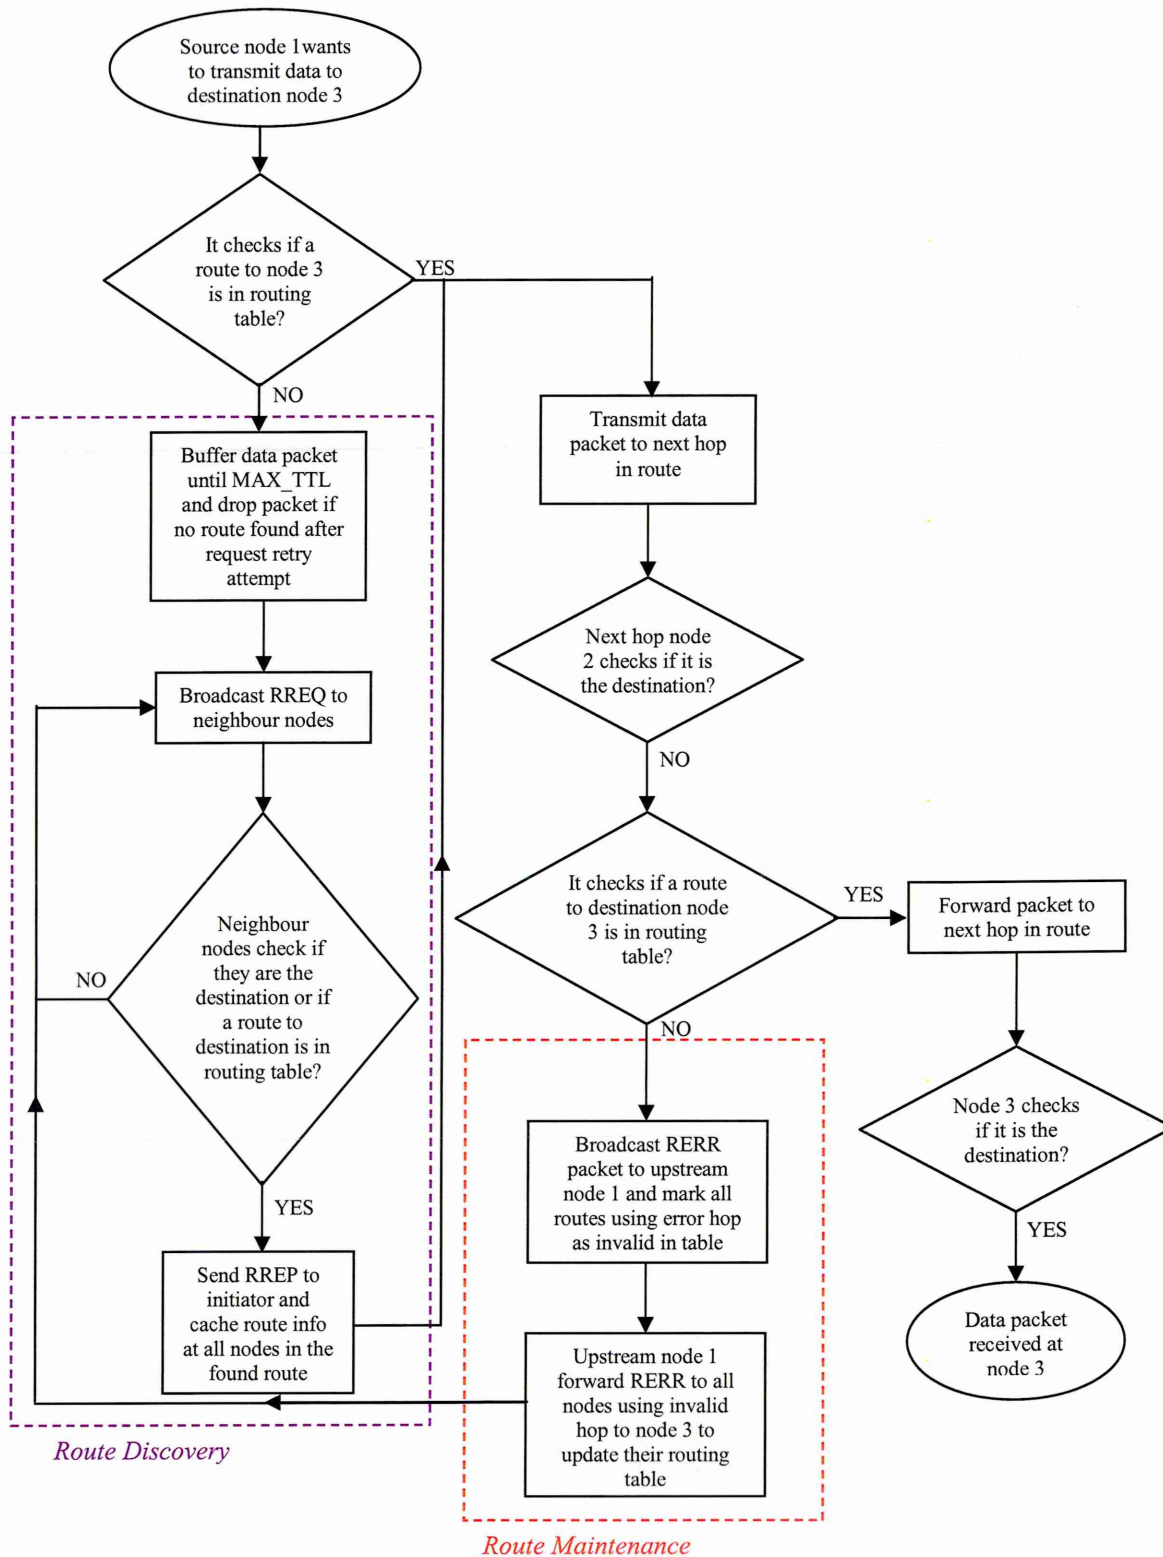 Source node 1wants
to transmit data to
destination node 3
It checks if a
route to node 3
is in routing
table?
YES
NO
Buffer data packet
until MAX_TTL
and drop packet if
no route found after
request retry
attempt
Broadcast RREQ to
neighbour nodes
Neighbour
nodes check if
they are the
destination or if
a route to
destination is in
routing table?
NO
YES
Send RREP to
initiator and
cache route info
at all nodes in the
found route
Route Discovery
Transmit data
packet to next hop
in route
Next hop node
2 checks if it is
the destination?
NO
It checks if a route
to destination node
3 is in routing
table?
YES
NO
Broadcast RERR
packet to upstream
node 1 and mark all
routes using error hop
as invalid in table
Upstream node 1
forward RERR to all
nodes using invalid
hop to node 3 to
update their routing
table
Route Maintenance
Forward packet to
next hop in route
Node 3 checks
if it is the
destination?
YES
Data packet
received at
node 3